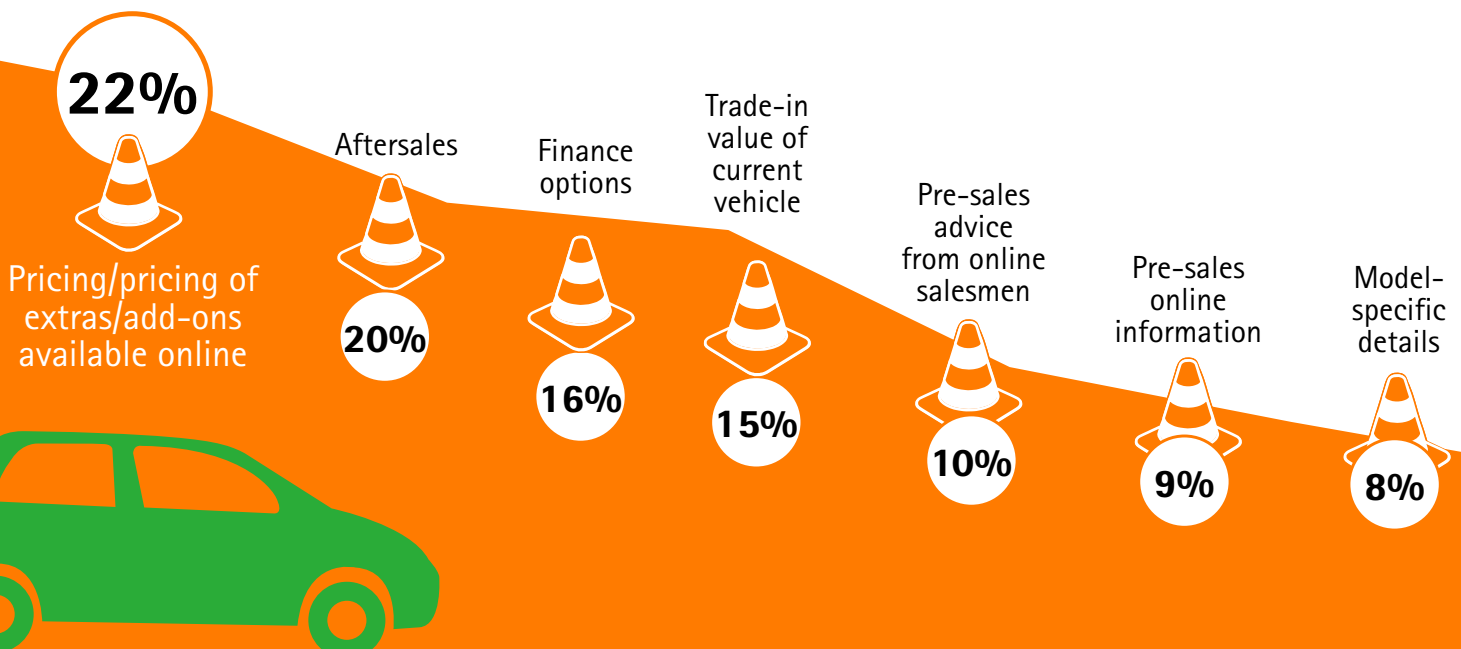 22%
Pricing/pricing of
extras/add-ons
available online
Aftersales
20%
Finance
options
16%
Trade-in
value of
current
vehicle
15%
Pre-sales
advice
from online
salesmen
10%
Pre-sales
online
information
9%
Model-
specific
details
8%